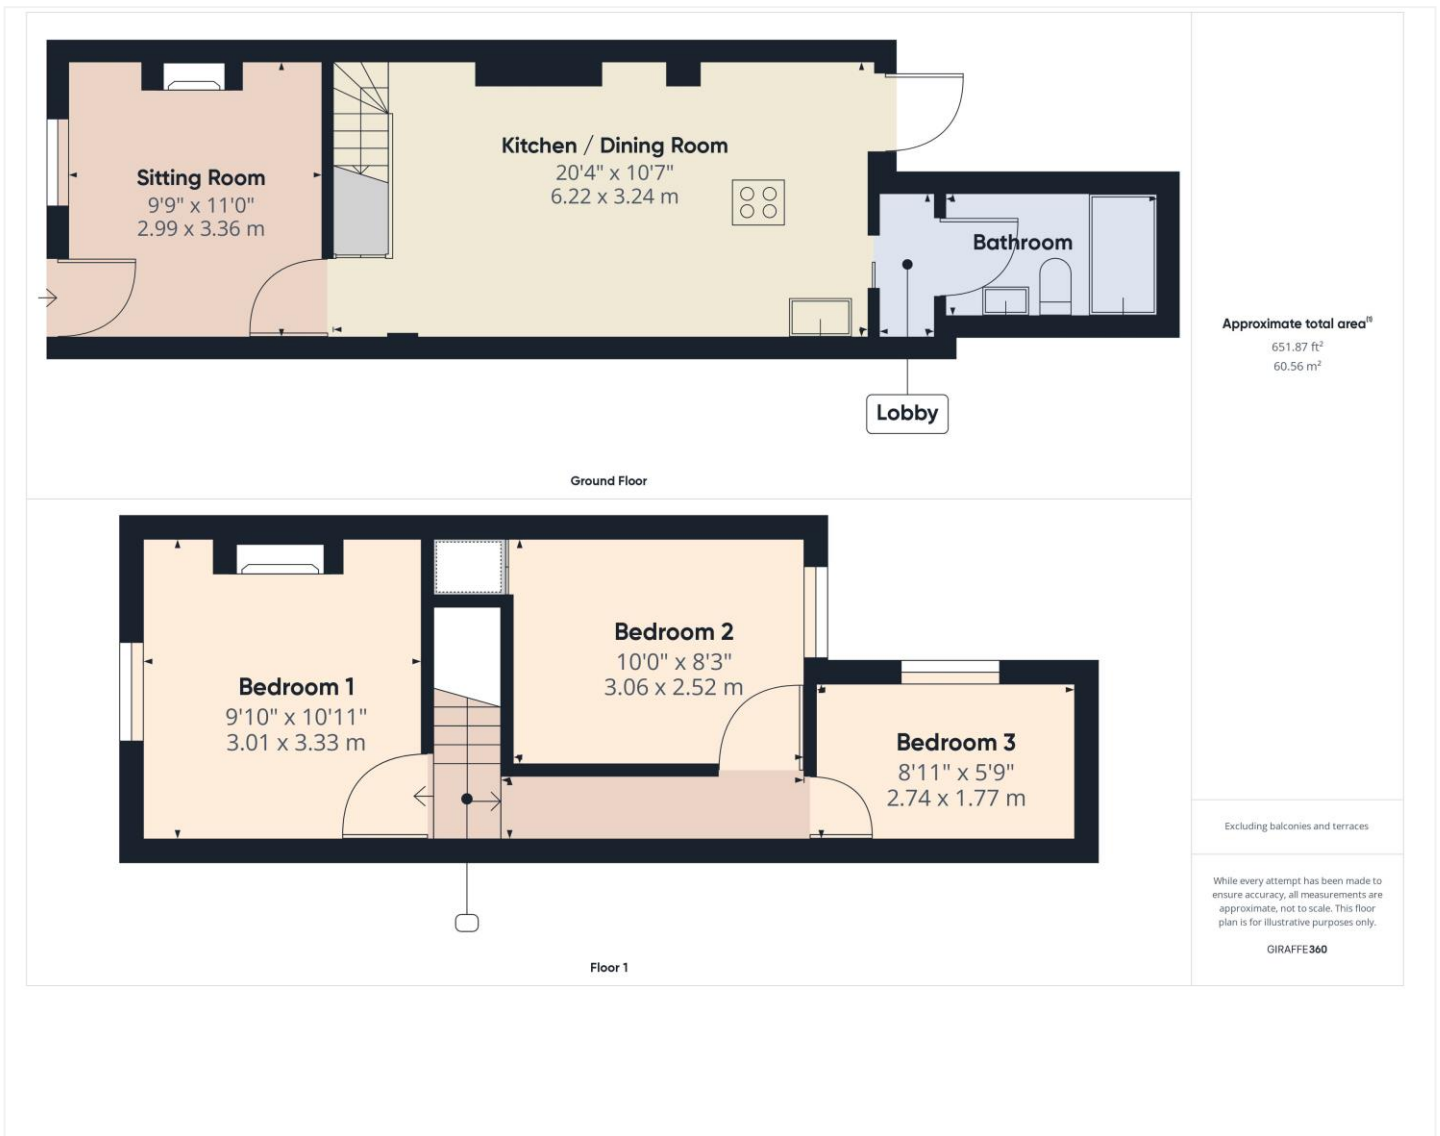 Sitting Room
9'9" x 11'0"
2.99 x 3.36 m
Kitchen / Dining Room
20'4" x 10'7"
6.22 x 3.24 m
Bathroom
Lobby
Ground Floor
Bedroom 1
9'10" x 10'11"
3.01 x 3.33 m
Bedroom 2
10'0" x 8'3"
3.06 x 2.52 m
Bedroom 3
8'11" x 5'9"
2.74 x 1.77 m
Floor 1
Approximate total area(1)
651.87 ft²
60.56 m²
Excluding balconies and terraces
While every attempt has been made to
ensure accuracy, all measurements are
approximate, not to scale. This floor
plan is for illustrative purposes only.
GIRAFFE360